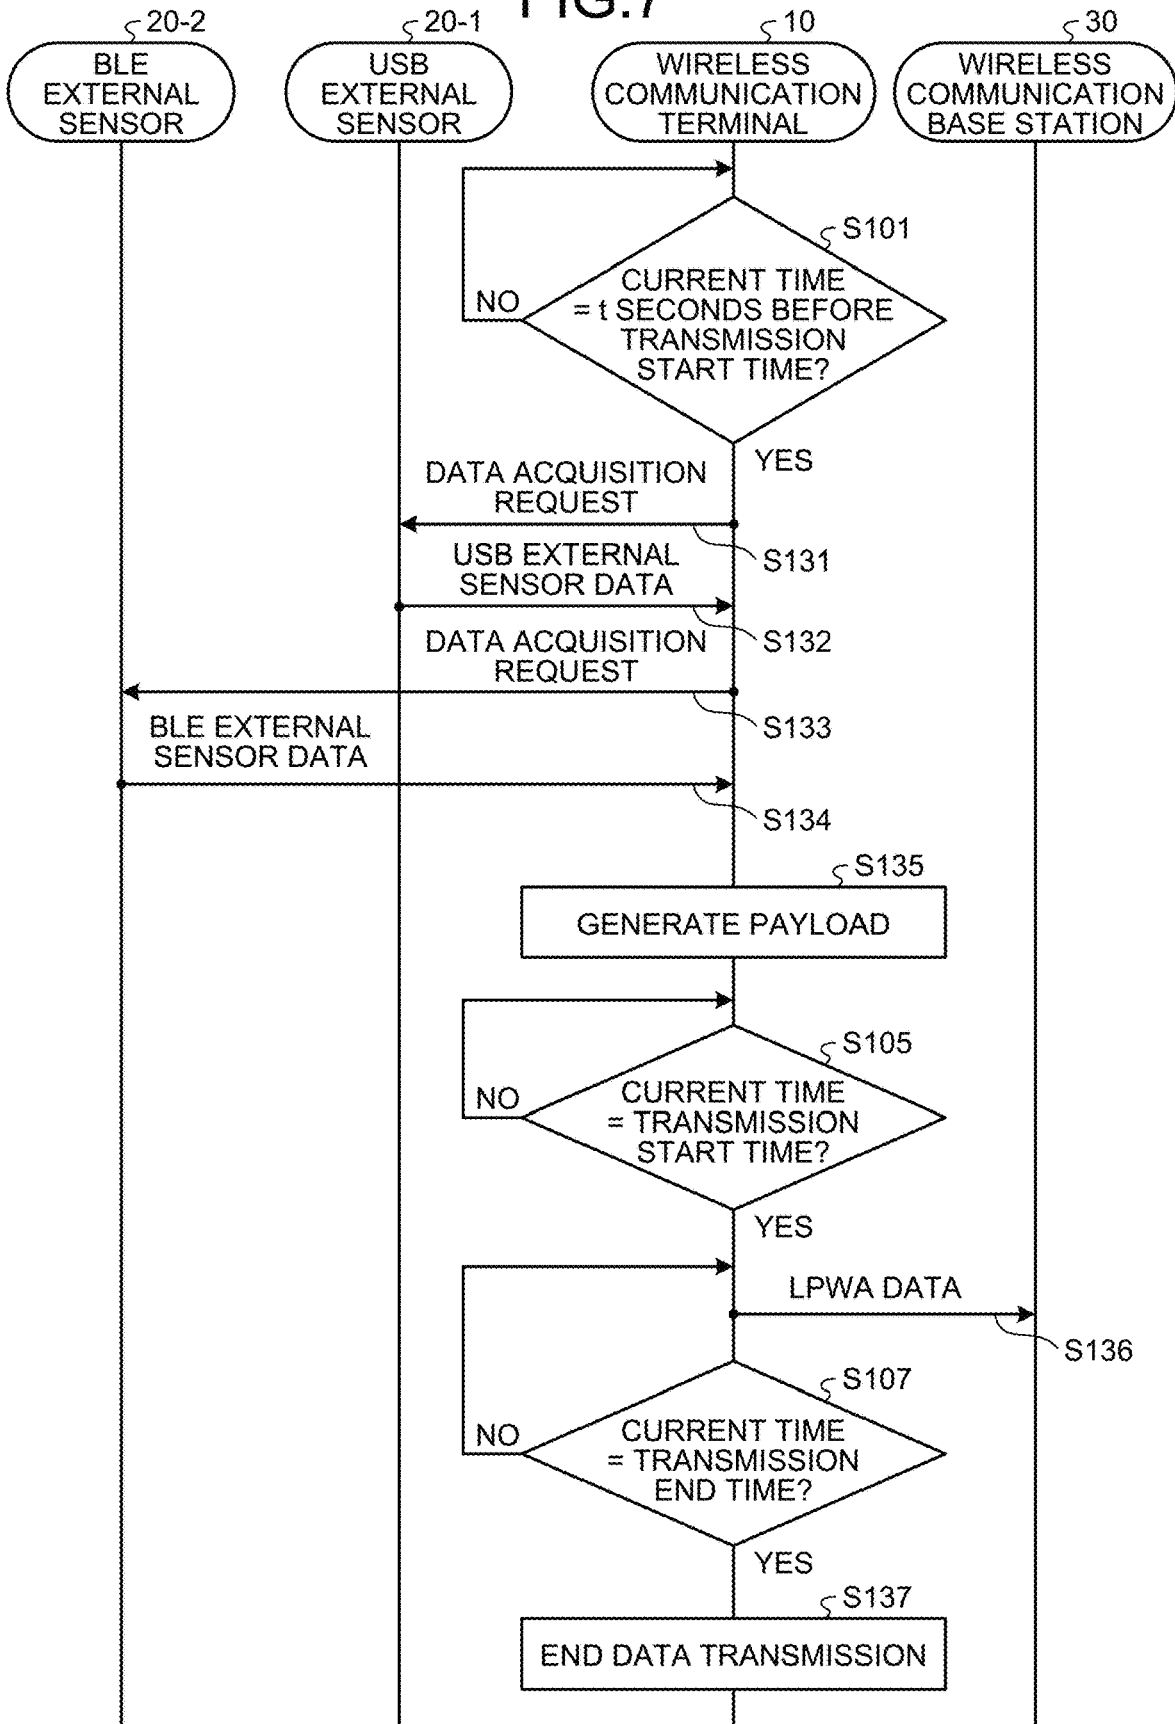 FIG.7
20-2
20-1
10
30
BLE
EXTERNAL
SENSOR
USB
EXTERNAL
SENSOR
WIRELESS
COMMUNICATION
TERMINAL
WIRELESS
COMMUNICATION
BASE STATION
S101
CURRENT TIME
= t SECONDS BEFORE
TRANSMISSION
START TIME?
NO
YES
DATA ACQUISITION
REQUEST
S131
USB EXTERNAL
SENSOR DATA
S132
DATA ACQUISITION
REQUEST
S133
BLE EXTERNAL
SENSOR DATA
S134
S135
GENERATE PAYLOAD
S105
CURRENT TIME
= TRANSMISSION
START TIME?
NO
YES
LPWA DATA
S136
S107
CURRENT TIME
= TRANSMISSION
END TIME?
NO
YES
S137
END DATA TRANSMISSION